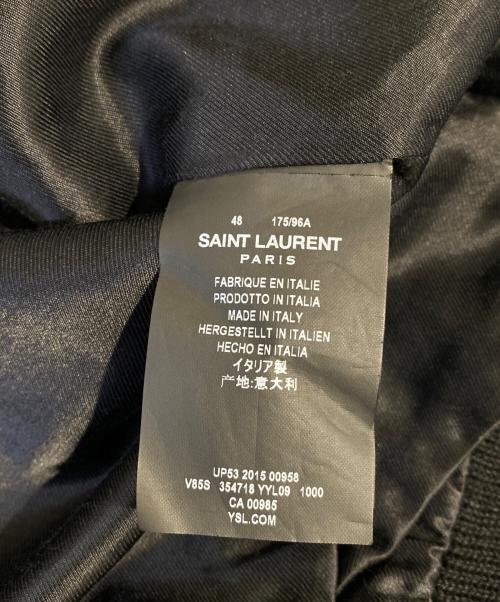 48 175/96A
SAINT LAURENT
PARIS
FABRIQUE EN ITALIE
PRODOTTO IN ITALIA
MADE IN ITALY
HERGESTELLT IN ITALIEN
HECHO EN ITALIA
イタリア製
产地:意大利
UP53 2015 00958
V85S 354718 YYL09 1000
CA 00985
YSL.COM